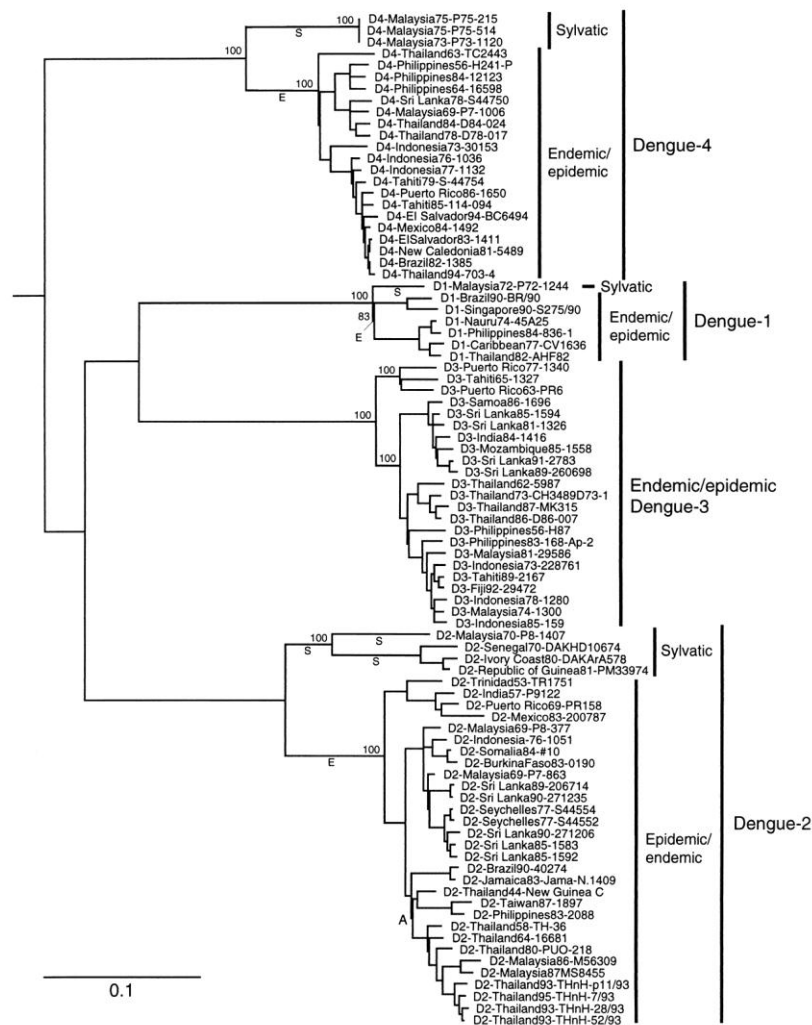 D4-Malaysia75-P75-215
D4-Malaysia75-P75-514
D4-Malaysia73-P73-1120
D4-Thailand63-TC2443
D4-Philippines56-H241-P
D4-Philippines84-12123
D4-Philippines64-16598
D4-Sri Lanka78-S44750
D4-Malaysia69-P7-1006
D4-Thailand84-D84-024
D4-Thailand78-D78-017
D4-Indonesia73-30153
D4-Indonesia76-1036
D4-Indonesia77-1132
D4-Tahiti79-S-44754
D4-Puerto Rico86-1650
D4-Tahiti85-114-094
D4-El Salvador94-BC6494
D4-Mexico84-1492
D4-ElSalvador83-1411
D4-New Caledonia81-5489
D4-Brazil82-1385
D4-Thailand94-703-4
100
100
S
100
E
Sylvatic
Endemic/
epidemic
Dengue-4
D1-Malaysia72-P72-1244
D1-Brazil90-BR/90
D1-Singapore90-S275/90
D1-Nauru74-45A25
D1-Philippines84-836-1
D1-Caribbean77-CV1636
D1-Thailand82-AHF82
100
S
83
E
Sylvatic
Endemic/
epidemic
Dengue-1
D3-Puerto Rico77-1340
D3-Tahiti65-1327
D3-Puerto Rico63-PR6
D3-Samoa86-1696
D3-Sri Lanka85-1594
D3-Sri Lanka81-1326
D3-India84-1416
D3-Mozambique85-1558
D3-Sri Lanka91-2783
D3-Sri Lanka89-260698
D3-Thailand62-5987
D3-Thailand73-CH3489D73-1
D3-Thailand87-MK315
D3-Thailand86-D86-007
D3-Philippines56-H87
D3-Philippines83-168-Ap-2
D3-Malaysia81-29586
D3-Indonesia73-228761
D3-Tahiti89-2167
D3-Fiji92-29472
D3-Indonesia78-1280
D3-Malaysia74-1300
D3-Indonesia85-159
100
100
100
Endemic/epidemic
Dengue-3
D2-Malaysia70-P8-1407
D2-Senegal70-DAKHD10674
D2-Ivory Coast80-DAKArA578
D2-Republic of Guinea81-PM33974
D2-Trinidad53-TR1751
D2-India57-P9122
D2-Puerto Rico69-PR158
D2-Mexico83-200787
D2-Malaysia69-P8-377
D2-Indonesia-76-1051
D2-Somalia84-#10
D2-BurkinaFaso83-0190
D2-Malaysia69-P7-863
D2-Sri Lanka89-206714
D2-Sri Lanka90-271235
D2-Seychelles77-S44554
D2-Seychelles77-S44552
D2-Sri Lanka90-271206
D2-Sri Lanka85-1583
D2-Sri Lanka85-1592
D2-Brazil90-40274
D2-Jamaica83-Jama-N.1409
D2-Thailand44-New Guinea C
D2-Taiwan87-1897
D2-Philippines83-2088
D2-Thailand58-TH-36
D2-Thailand64-16681
D2-Thailand80-PUO-218
D2-Malaysia86-M56309
D2-Malaysia87MS8455
D2-Thailand93-THnH-p11/93
D2-Thailand95-THnH-7/93
D2-Thailand93-THnH-28/93
D2-Thailand93-THnH-52/93
100
S
S
S
100
E
A
Sylvatic
Epidemic/
endemic
Dengue-2
0.1